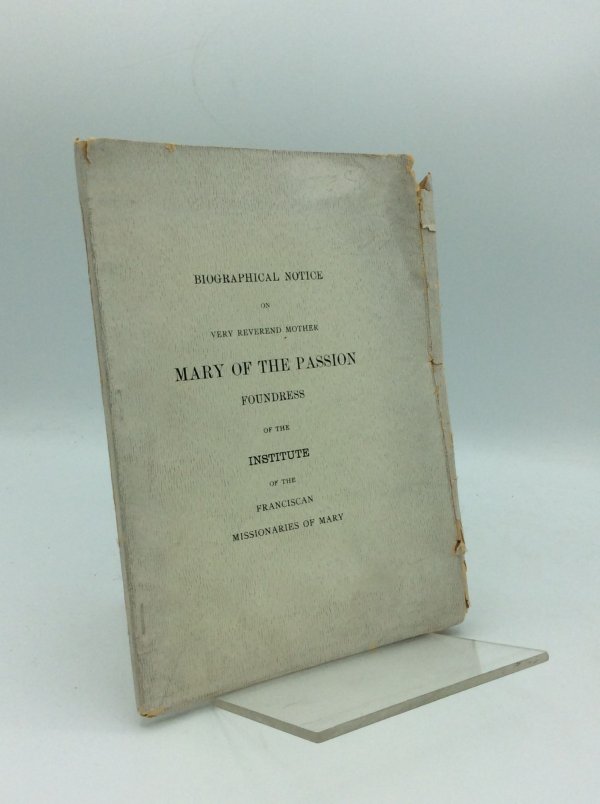 BIOGRAPHICAL NOTICE
ON
VERY REVEREND MOTHER
MARY OF THE PASSION
FOUNDRESS
OF THE
INSTITUTE
OF THE
FRANCISCAN
MISSIONARIES OF MARY